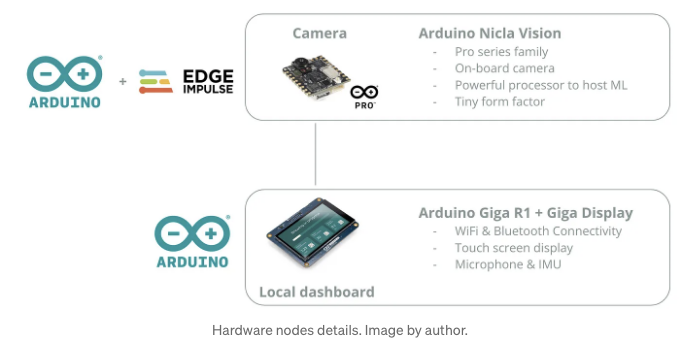 Camera
Arduino Nicla Vision
- Pro series family
- On-board camera
- Powerful processor to host ML
- Tiny form factor
ARDUINO
+
EDGE
IMPULSE
PRO
Arduino Giga R1 + Giga Display
- WiFi & Bluetooth Connectivity
- Touch screen display
- Microphone & IMU
ARDUINO
Local dashboard
Hardware nodes details. Image by author.